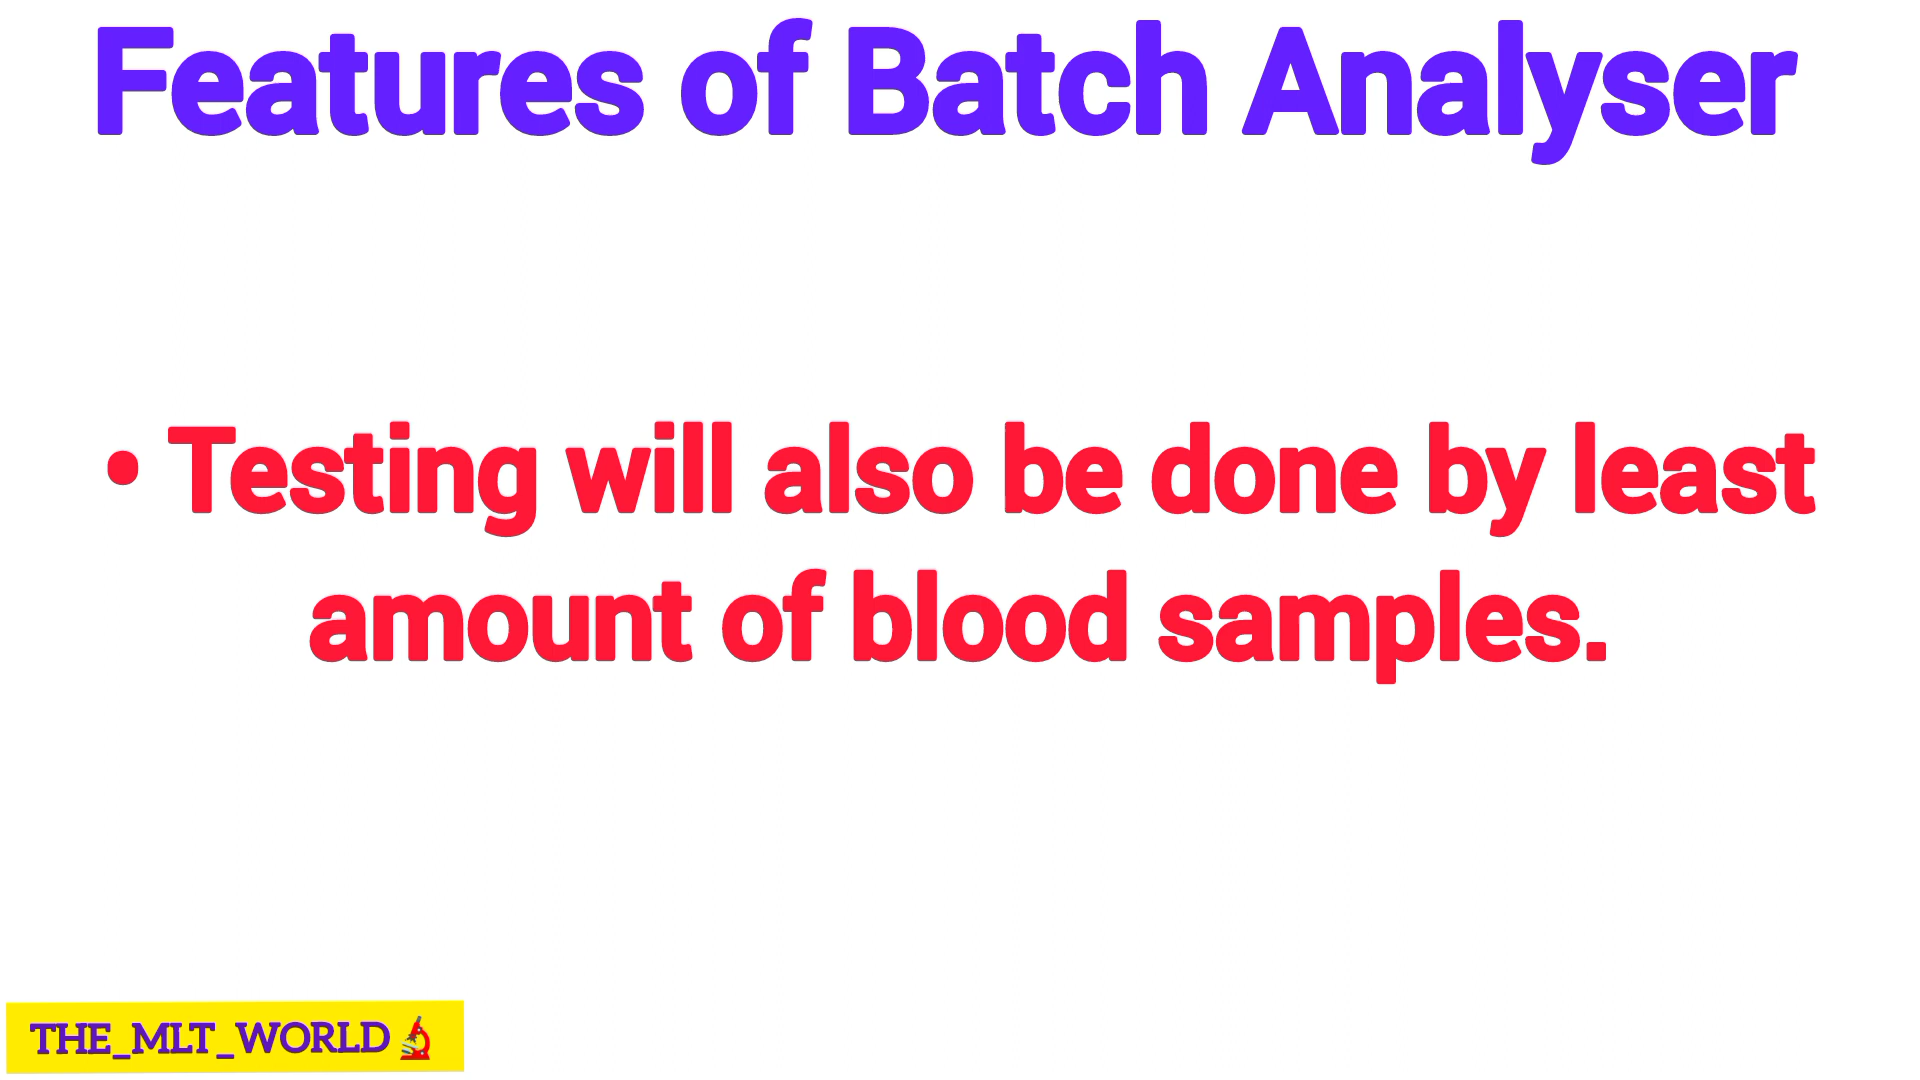 Features of Batch Analyser
• Testing will also be done by least
amount of blood samples.
THE_MLT_WORLD🔬